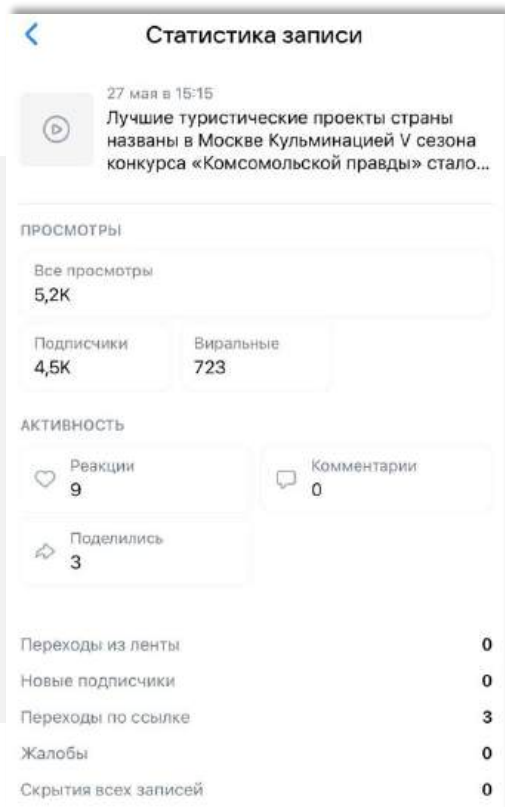 Статистика записи
27 мая в 15:15
Лучшие туристические проекты страны
названы в Москве Кульминацией V сезона
конкурса «Комсомольской правды» стало...
ПРОСМОТРЫ
Все просмотры
5,2K
Подписчики
4,5K
Виральные
723
АКТИВНОСТЬ
Реакции
9
Комментарии
0
Поделились
3
Переходы из ленты 0
Новые подписчики 0
Переходы по ссылке 3
Жалобы 0
Скрытия всех записей 0